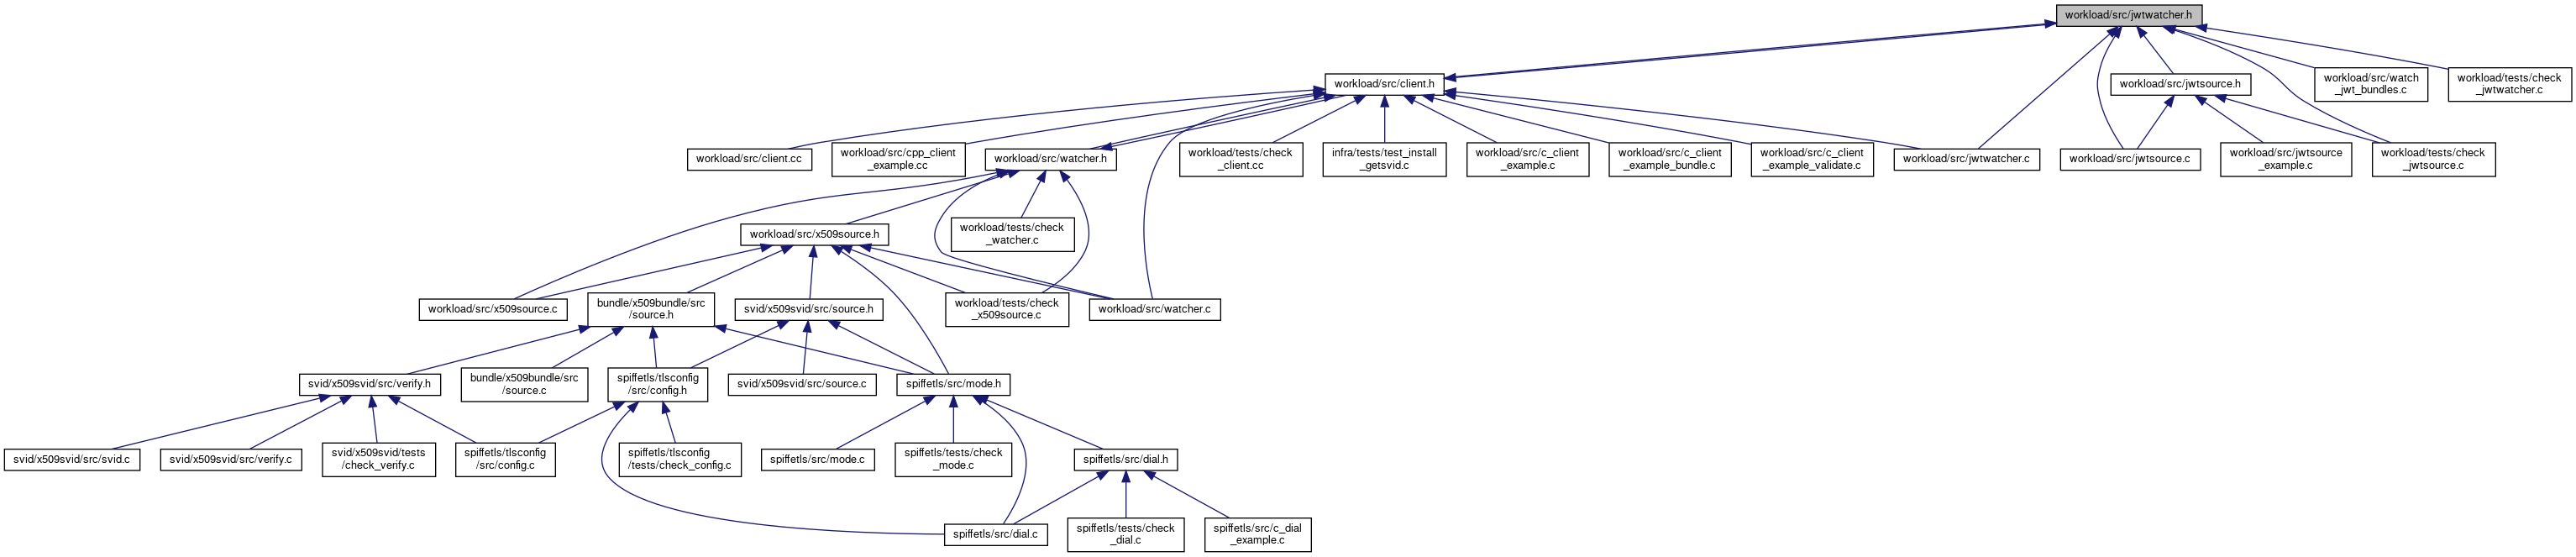 workload/src/jwtwatcher.h
workload/src/client.h
workload/src/jwtsource.h
workload/src/watch
_jwt_bundles.c
workload/tests/check
_jwtwatcher.c
workload/src/client.cc
workload/src/cpp_client
_example.cc
workload/src/watcher.h
workload/tests/check
_client.cc
infra/tests/test_install
_getsvid.c
workload/src/c_client
_example.c
workload/src/c_client
_example_bundle.c
workload/src/c_client
_example_validate.c
workload/src/jwtwatcher.c
workload/src/jwtsource.c
workload/src/jwtsource
_example.c
workload/tests/check
_jwtsource.c
workload/src/x509source.h
workload/tests/check
_watcher.c
workload/src/x509source.c
bundle/x509bundle/src
/source.h
svid/x509svid/src/source.h
workload/tests/check
_x509source.c
workload/src/watcher.c
svid/x509svid/src/verify.h
bundle/x509bundle/src
/source.c
spiffetls/tlsconfig
/src/config.h
svid/x509svid/src/source.c
spiffetls/src/mode.h
svid/x509svid/src/svid.c
svid/x509svid/src/verify.c
svid/x509svid/tests
/check_verify.c
spiffetls/tlsconfig
/src/config.c
spiffetls/tlsconfig
/tests/check_config.c
spiffetls/src/mode.c
spiffetls/tests/check
_mode.c
spiffetls/src/dial.h
spiffetls/src/dial.c
spiffetls/tests/check
_dial.c
spiffetls/src/c_dial
_example.c